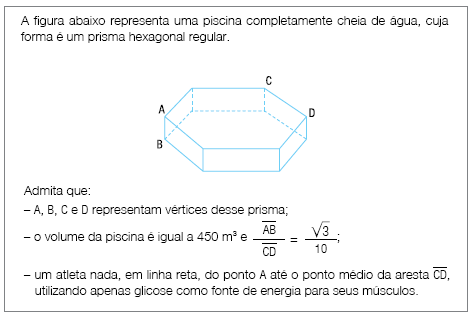 A figura abaixo representa uma piscina completamente cheia de água, cuja
forma é um prisma hexagonal regular.
C
A
D
B
Admita que:
– A, B, C e D representam vértices desse prisma;
– o volume da piscina é igual a 450 m³ e AB/CD = √3/10;
– um atleta nada, em linha reta, do ponto A até o ponto médio da aresta CD,
utilizando apenas glicose como fonte de energia para seus músculos.